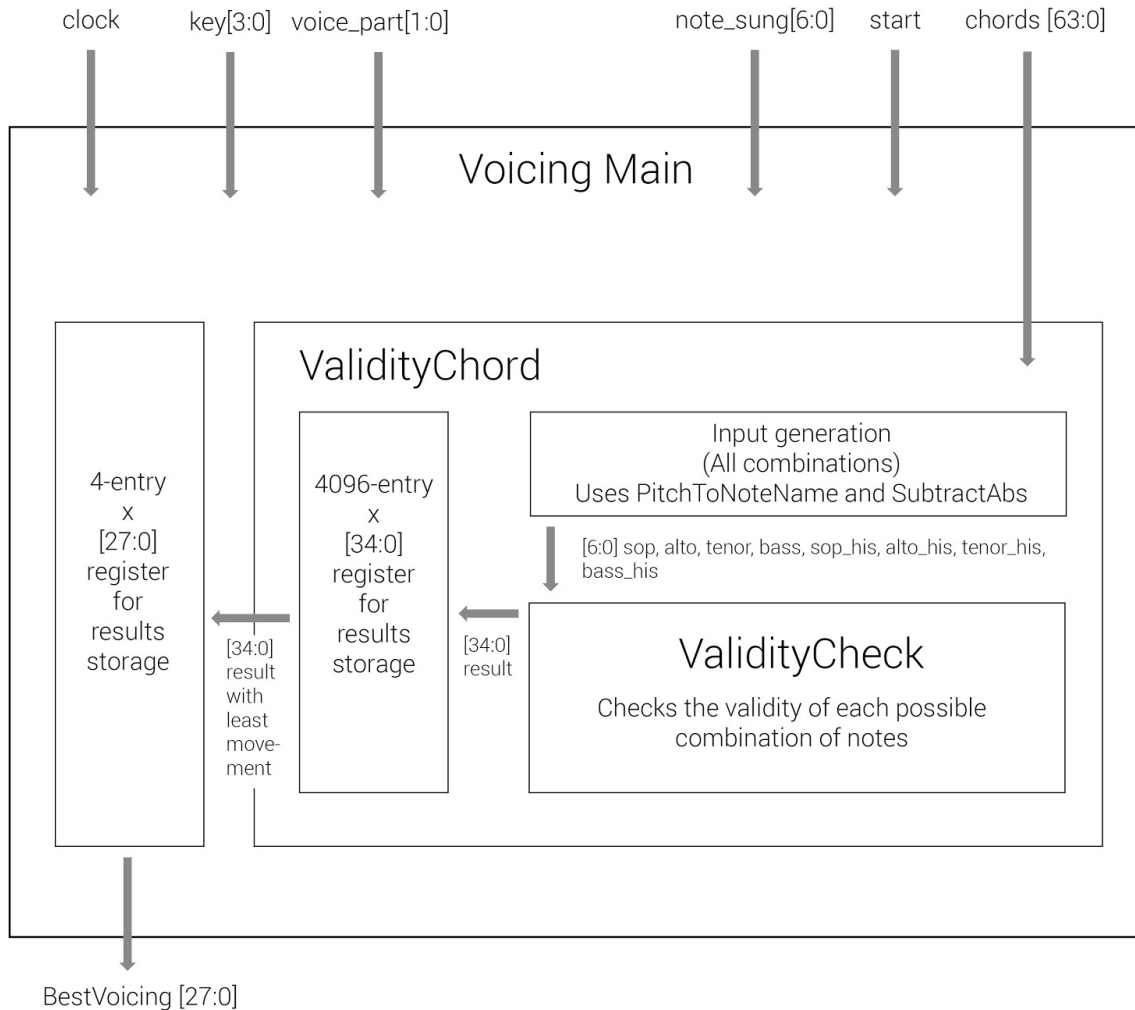 clock
key[3:0]
voice_part[1:0]
note_sung[6:0]
start
chords [63:0]
Voicing Main
ValidityChord
4-entry
x
[27:0]
register
for
results
storage
4096-entry
x
[34:0]
register
for
results
storage
Input generation
(All combinations)
Uses PitchToNoteName and SubtractAbs
[6:0] sop, alto, tenor, bass, sop_his, alto_his, tenor_his,
bass_his
[34:0]
result
with
least
move-
ment
[34:0]
result
ValidityCheck
Checks the validity of each possible
combination of notes
BestVoicing [27:0]